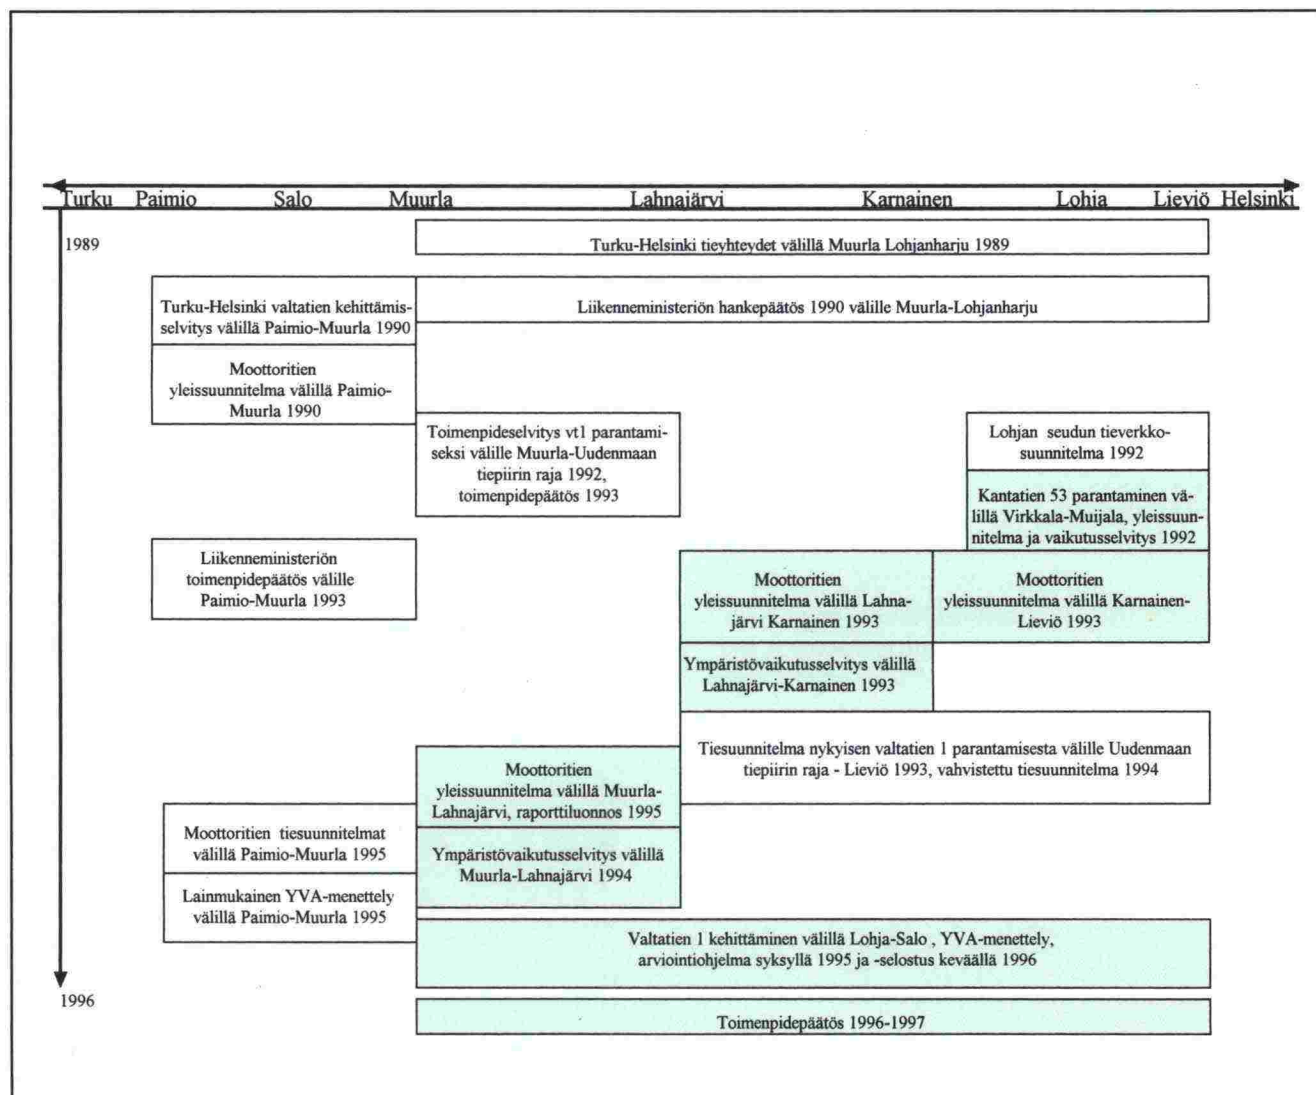 Turku Paimio Salo Muurla Lahnajärvi Karnainen Lohja Lieviö Helsinki
1989
Turku-Helsinki tieyhteydet välillä Muurla Lohjanharju 1989
Turku-Helsinki valtatien kehittämis-
selvitys välillä Paimio-Muurla 1990
Liikenneministeriön hankepäätös 1990 välille Muurla-Lohjanharju
Moottoritien
yleissuunnitelma välillä Paimio-
Muurla 1990
Toimenpideselvitys vt1 parantami-
seksi välille Muurla-Uudenmaan
tiepiirin raja 1992,
toimenpidepäätös 1993
Lohjan seudun tieverkko-
suunnitelma 1992
Kantatien 53 parantaminen vä-
lillä Virkkala-Muijala, yleissuun-
nitelma ja vaikutusselvitys 1992
Liikenneministeriön
toimenpidepäätös välille
Paimio-Muurla 1993
Moottoritien
yleissuunnitelma välillä Lahna-
järvi Karnainen 1993
Moottoritien
yleissuunnitelma välillä Karnainen-
Lieviö 1993
Ympäristövaikutusselvitys välillä
Lahnajärvi-Karnainen 1993
Tiesuunnitelma nykyisen valtatien 1 parantamisesta välille Uudenmaan
tiepiirin raja - Lieviö 1993, vahvistettu tiesuunnitelma 1994
Moottoritien
yleissuunnitelma välillä Muurla-
Lahnajärvi, raporttiluonnos 1995
Moottoritien tiesuunnitelmat
välillä Paimio-Muurla 1995
Ympäristövaikutusselvitys välillä
Muurla-Lahnajärvi 1994
Lainmukainen YVA-menettely
välillä Paimio-Muurla 1995
Valtatien 1 kehittäminen välillä Lohja-Salo , YVA-menettely,
arviointiohjelma syksyllä 1995 ja -selostus keväällä 1996
1996
Toimenpidepäätös 1996-1997